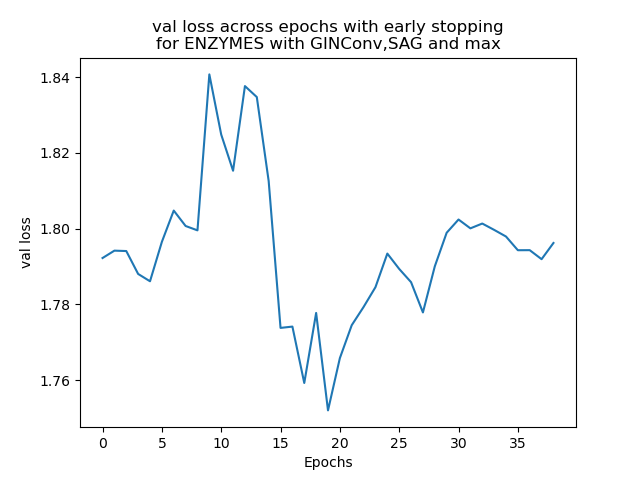 val loss across epochs with early stopping
for ENZYMES with GINConv,SAG and max
1.84
1.82
1.80
1.78
1.76
val loss
0 5 10 15 20 25 30 35
Epochs